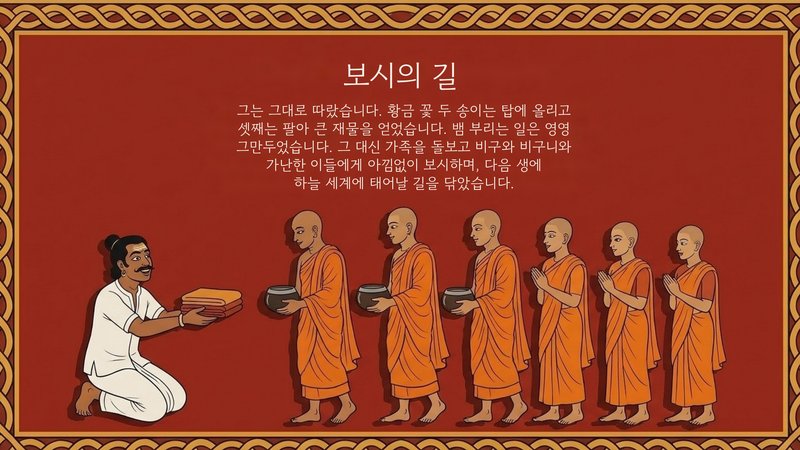 보시의 길
그는 그대로 따랐습니다. 황금 꽃 두 송이는 탑에 올리고
셋째는 팔아 큰 재물을 얻었습니다. 뱀 부리는 일은 영영
그만두었습니다. 그 대신 가족을 돌보고 비구와 비구니와
가난한 이들에게 아낌없이 보시하며, 다음 생에
하늘 세계에 태어날 길을 닦았습니다.